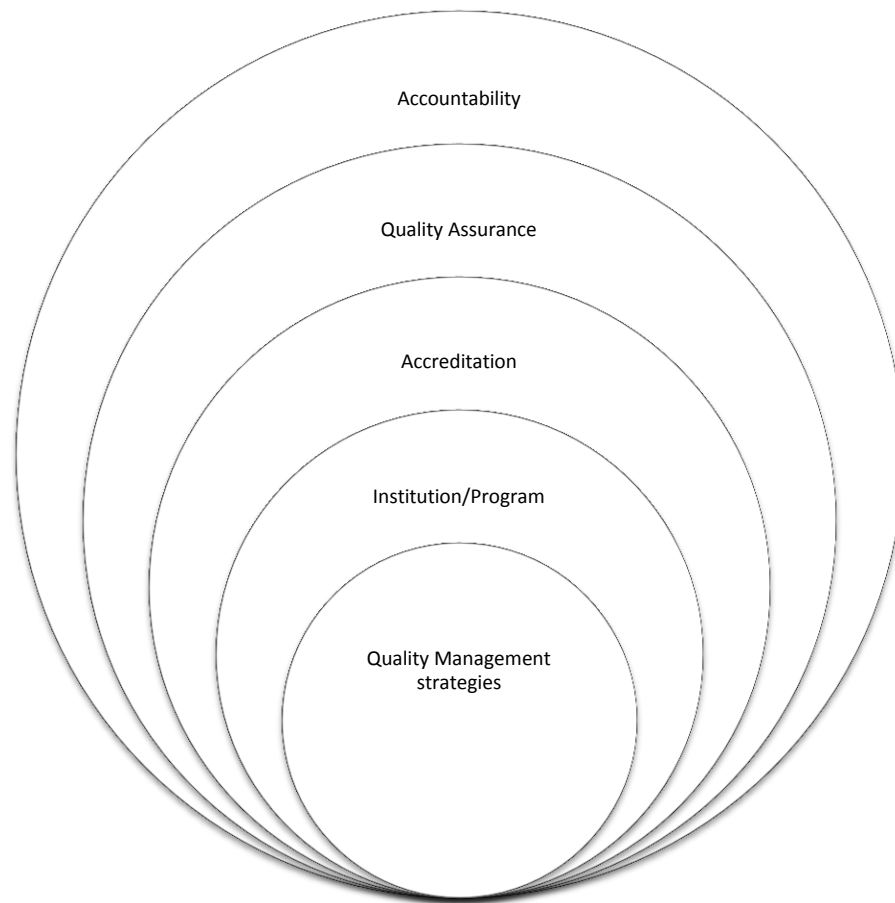 Accountability
Quality Assurance
Accreditation
Institution/Program
Quality Management
strategies